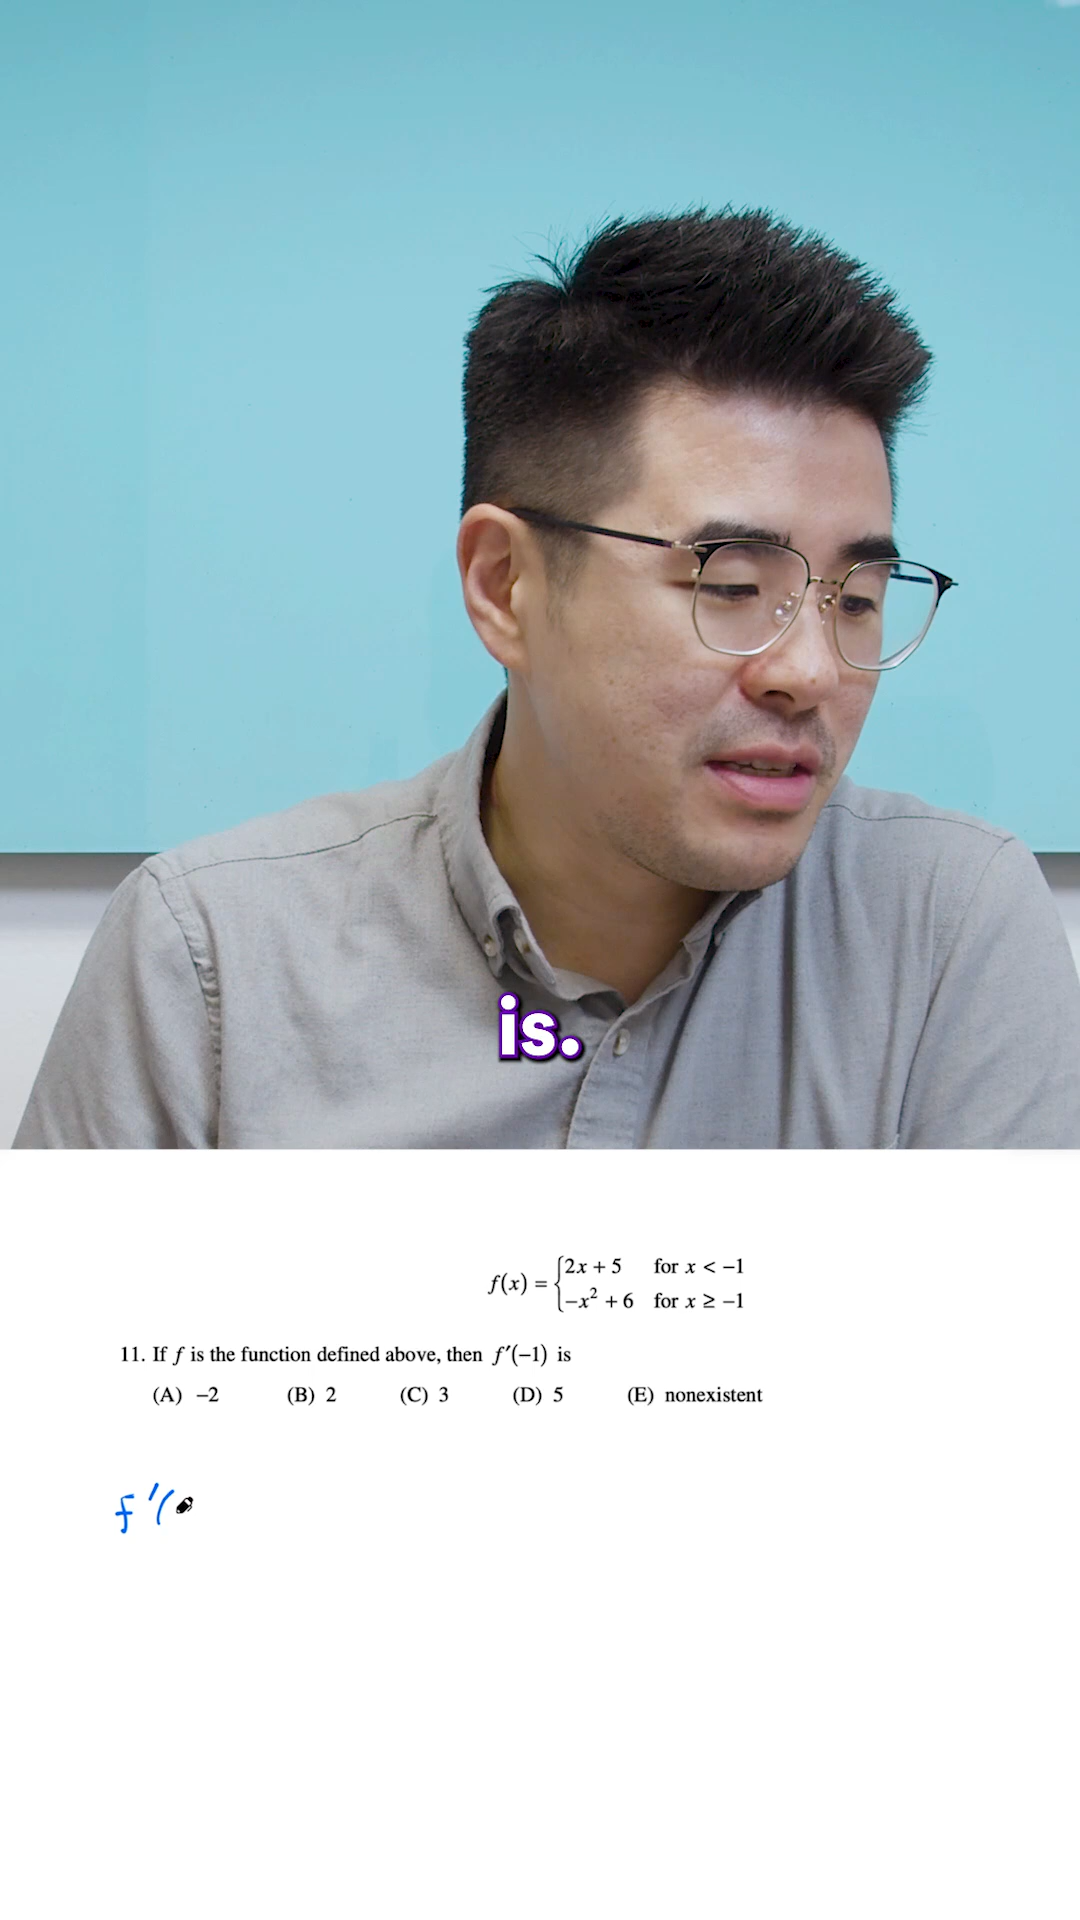 is.
f(x) = {2x + 5 for x < −1
−x² + 6 for x ≥ −1
11. If f is the function defined above, then f′(−1) is
(A) −2 (B) 2 (C) 3 (D) 5 (E) nonexistent
f'(